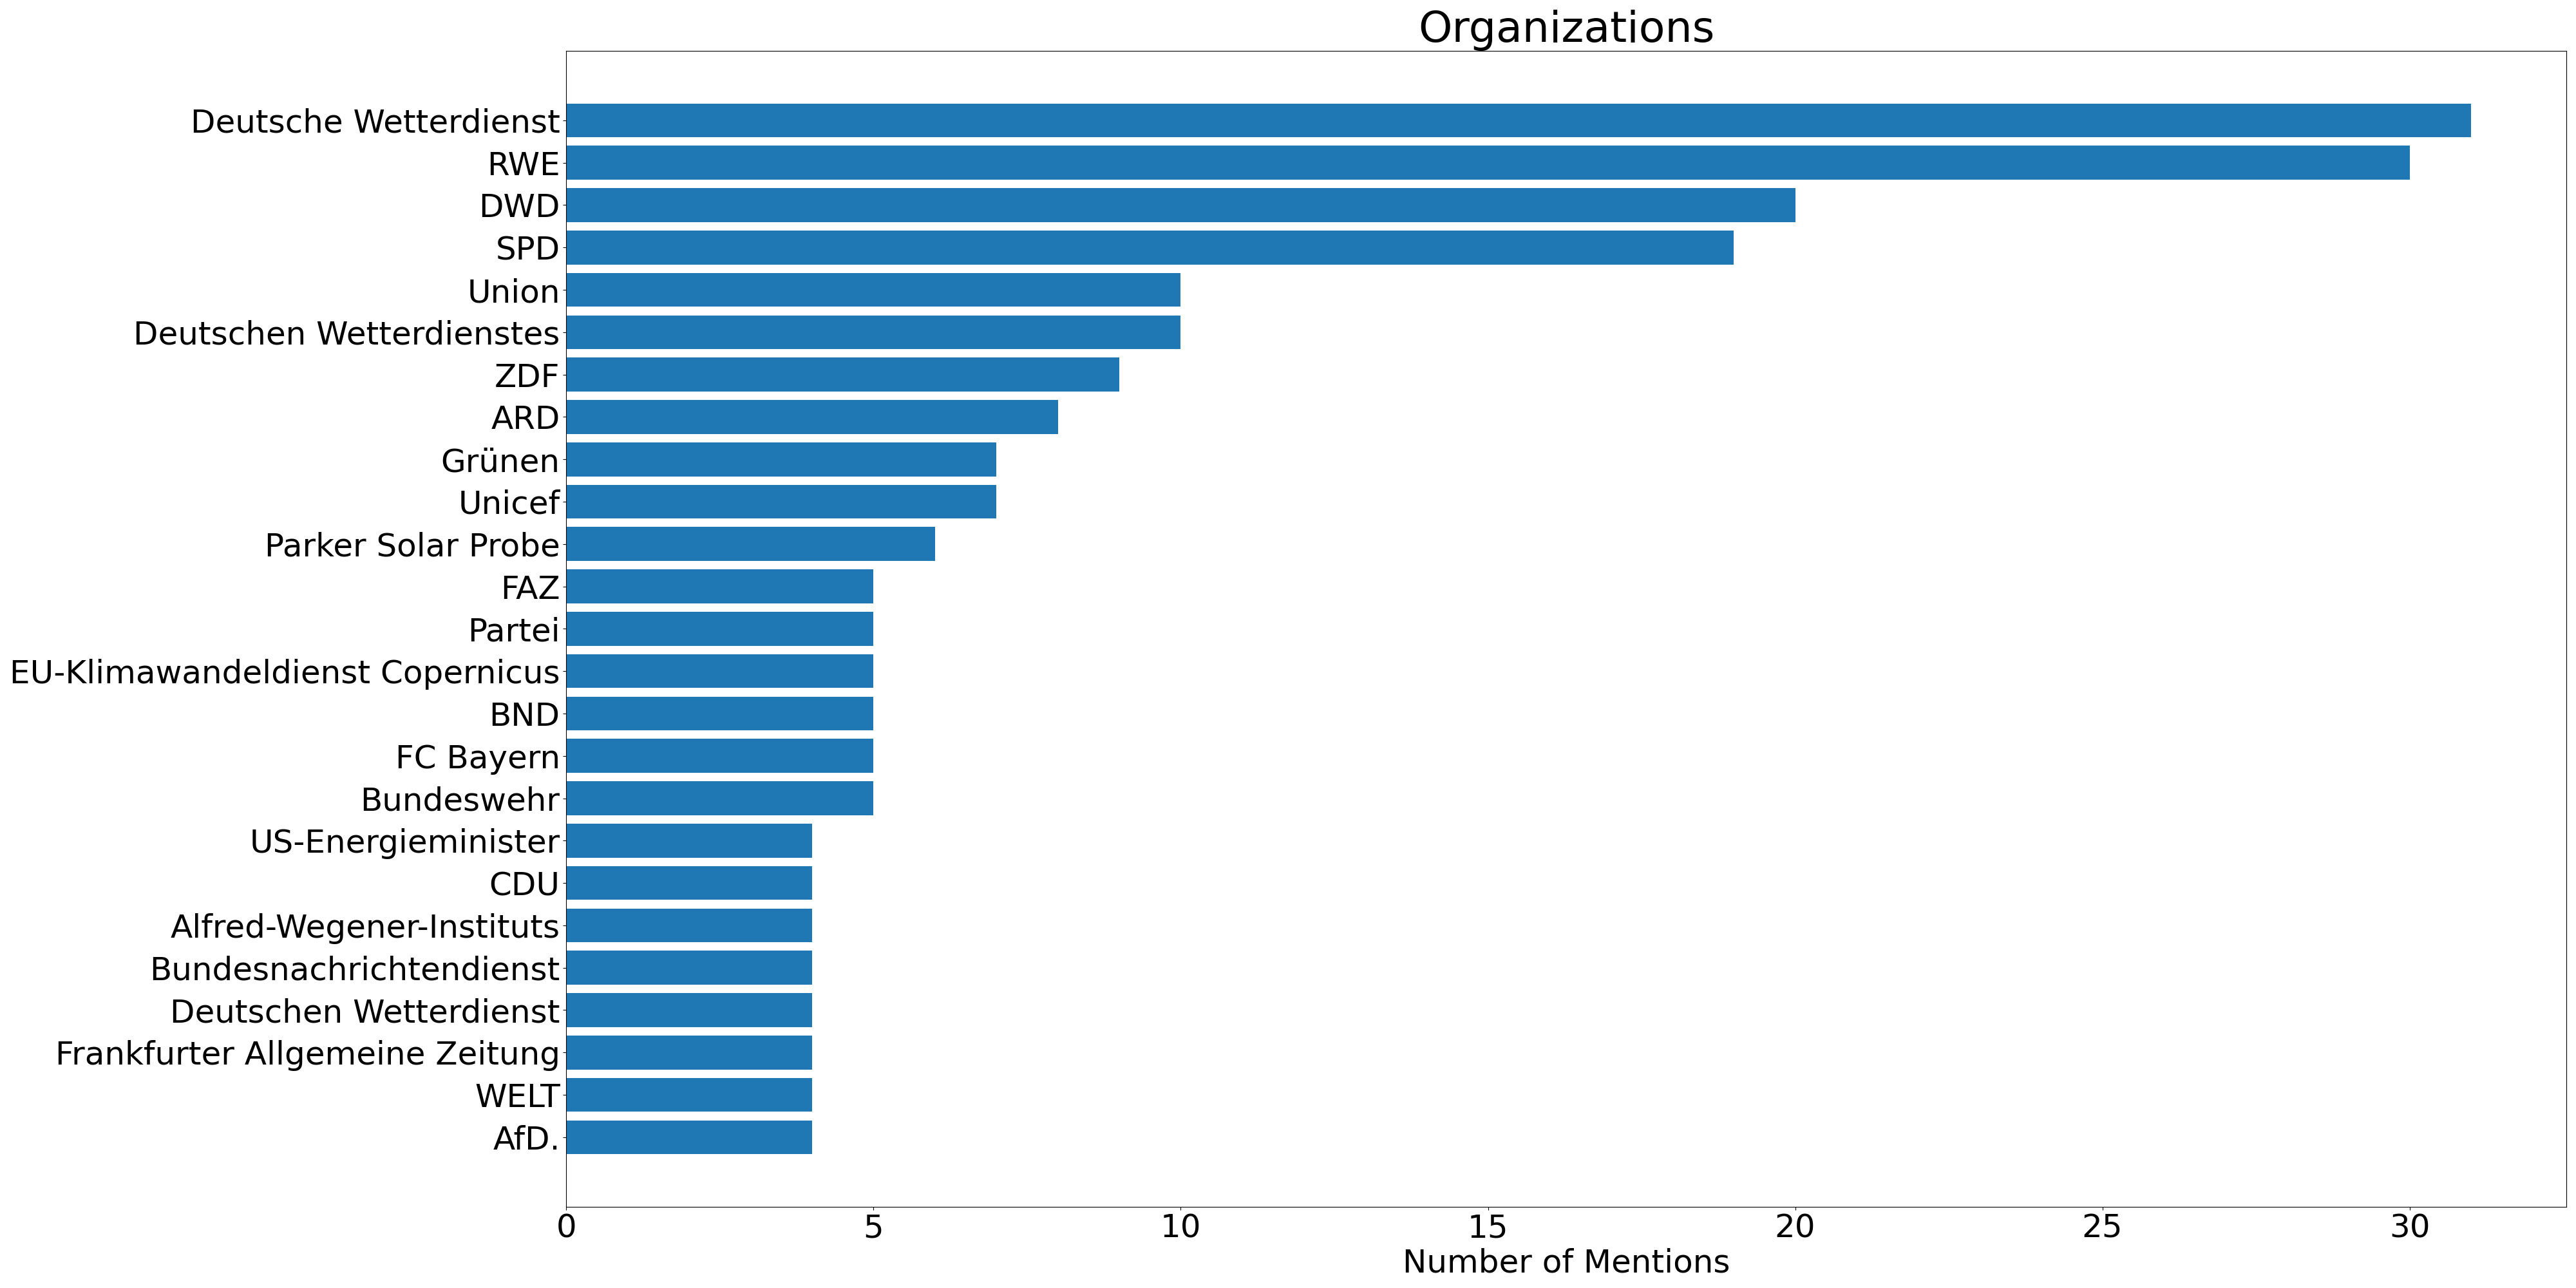 Organizations
Deutsche Wetterdienst
RWE
DWD
SPD
Union
Deutschen Wetterdienstes
ZDF
ARD
Grünen
Unicef
Parker Solar Probe
FAZ
Partei
EU-Klimawandeldienst Copernicus
BND
FC Bayern
Bundeswehr
US-Energieminister
CDU
Alfred-Wegener-Instituts
Bundesnachrichtendienst
Deutschen Wetterdienst
Frankfurter Allgemeine Zeitung
WELT
AfD.
0 5 10 15 20 25 30
Number of Mentions